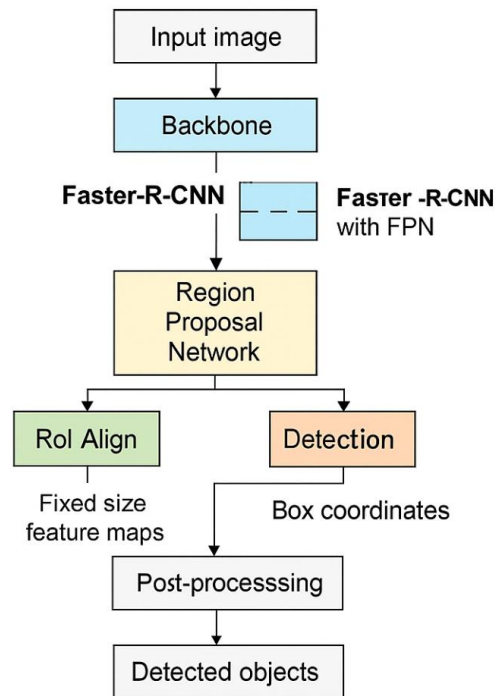 Input image
Backbone
Faster-R-CNN
Faster -R-CNN
with FPN
Region
Proposal
Network
RoI Align
Detection
Fixed size
feature maps
Box coordinates
Post-processsing
Detected objects